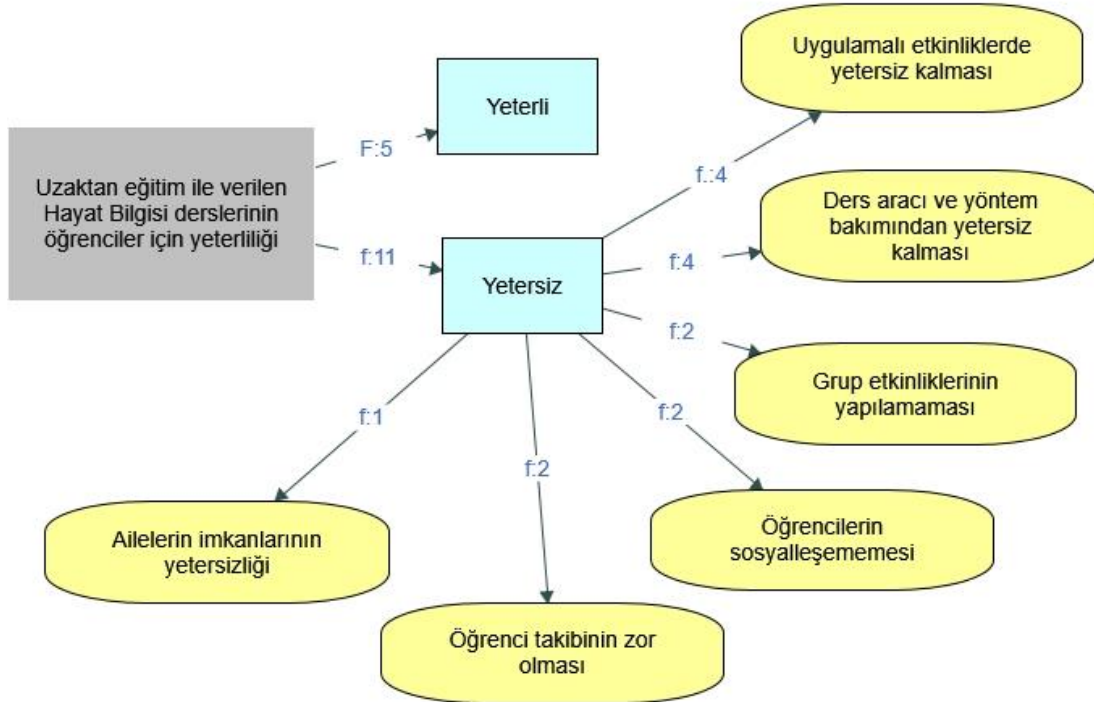 Uzaktan eğitim ile verilen
Hayat Bilgisi derslerinin
öğrenciler için yeterliliği
F:5
Yeterli
f:11
Yetersiz
f.:4
Uygulamalı etkinliklerde
yetersiz kalması
f:4
Ders aracı ve yöntem
bakımından yetersiz
kalması
f:2
Grup etkinliklerinin
yapılamaması
f:2
Öğrencilerin
sosyalleşememesi
f:2
Öğrenci takibinin zor
olması
f:1
Ailelerin imkanlarının
yetersizliği